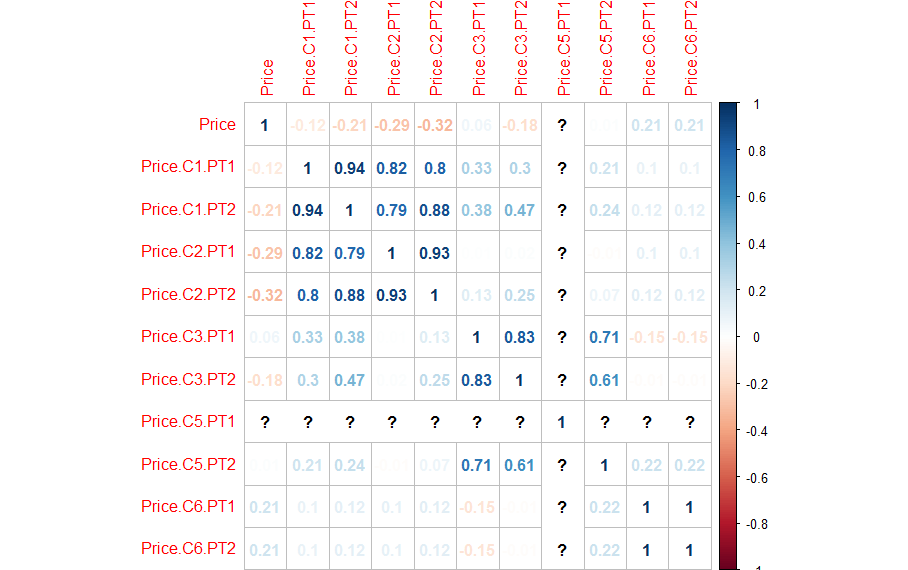 Price
Price.C1.PT1
Price.C1.PT2
Price.C2.PT1
Price.C2.PT2
Price.C3.PT1
Price.C3.PT2
Price.C5.PT1
Price.C5.PT2
Price.C6.PT1
Price.C6.PT2
Price 1 -0.12 -0.21 -0.29 -0.32 0.06 -0.18 ? 0.21 0.21
Price.C1.PT1 -0.12 1 0.94 0.82 0.8 0.33 0.3 ? 0.21 0.1 0.1
Price.C1.PT2 -0.21 0.94 1 0.79 0.88 0.38 0.47 ? 0.24 0.12 0.12
Price.C2.PT1 -0.29 0.82 0.79 1 0.93 ? 0.1 0.1
Price.C2.PT2 -0.32 0.8 0.88 0.93 1 0.13 0.25 ? 0.07 0.12 0.12
Price.C3.PT1 0.06 0.33 0.38 0.13 1 0.83 ? 0.71 -0.15 -0.15
Price.C3.PT2 -0.18 0.3 0.47 0.25 0.83 1 ? 0.61
Price.C5.PT1 ? ? ? ? ? ? ? 1 ? ? ?
Price.C5.PT2 0.21 0.24 0.07 0.71 0.61 ? 1 0.22 0.22
Price.C6.PT1 0.21 0.1 0.12 0.1 0.12 -0.15 ? 0.22 1 1
Price.C6.PT2 0.21 0.1 0.12 0.1 0.12 -0.15 ? 0.22 1 1
1
0.8
0.6
0.4
0.2
0
-0.2
-0.4
-0.6
-0.8
-1